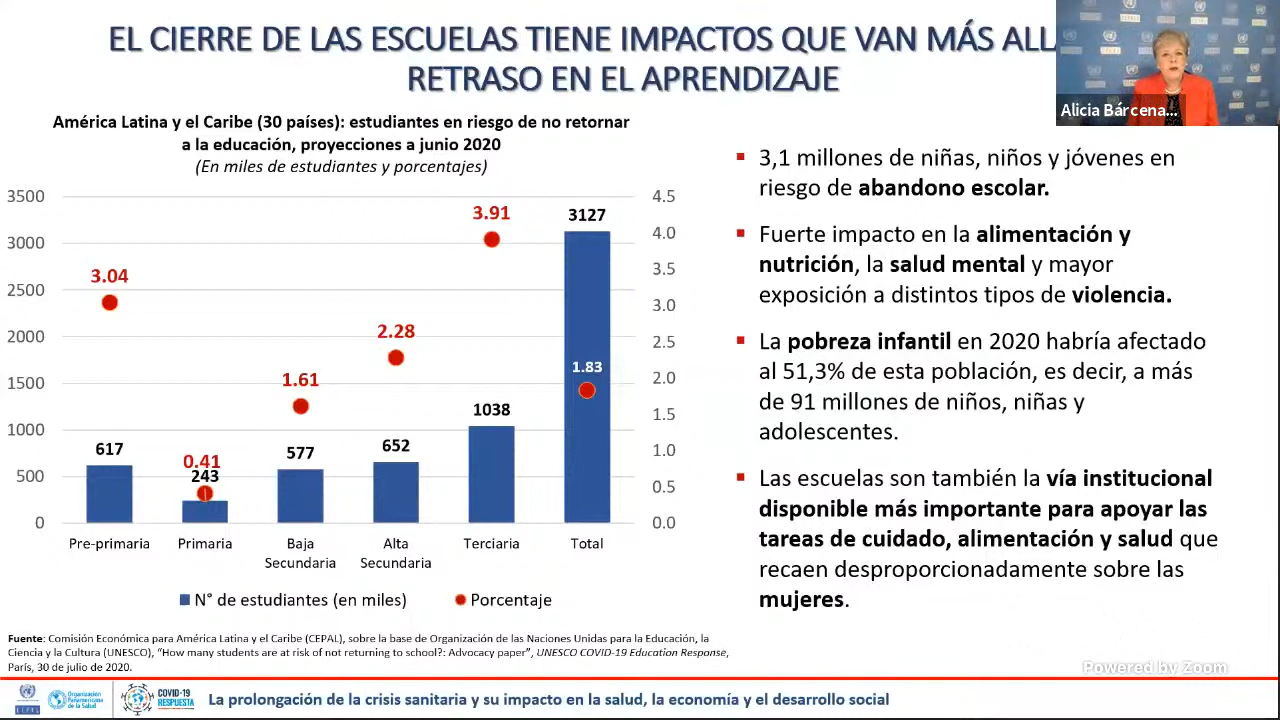 EL CIERRE DE LAS ESCUELAS TIENE IMPACTOS QUE VAN MÁS
RETRASO EN EL APRENDIZAJE
Alicia Bárcena...
América Latina y el Caribe (30 países): estudiantes en riesgo de no retornar
a la educación, proyecciones a junio 2020
(En miles de estudiantes y porcentajes)
3500
3000
2500
2000
1500
1000
500
0
4.5
4.0
3.5
3.0
2.5
2.0
1.5
1.0
0.5
0.0
3.04
0.41
1.61
2.28
3.91
1.83
617
243
577
652
1038
3127
Pre-primaria
Primaria
Baja
Secundaria
Alta
Secundaria
Terciaria
Total
N° de estudiantes (en miles)
Porcentaje
3,1 millones de niñas, niños y jóvenes en
riesgo de abandono escolar.
Fuerte impacto en la alimentación y
nutrición, la salud mental y mayor
exposición a distintos tipos de violencia.
La pobreza infantil en 2020 habría afectado
al 51,3% de esta población, es decir, a más
de 91 millones de niños, niñas y
adolescentes.
Las escuelas son también la vía institucional
disponible más importante para apoyar las
tareas de cuidado, alimentación y salud que
recaen desproporcionadamente sobre las
mujeres.
Fuente: Comisión Económica para América Latina y el Caribe (CEPAL), sobre la base de Organización de las Naciones Unidas para la Educación, la
Ciencia y la Cultura (UNESCO), “How many students are at risk of not returning to school?: Advocacy paper”, UNESCO COVID-19 Education Response,
París, 30 de julio de 2020.
Powered by Zoom
CEPAL
Organización
Panamericana
de la Salud
COVID-19
RESPUESTA
La prolongación de la crisis sanitaria y su impacto en la salud, la economía y el desarrollo social